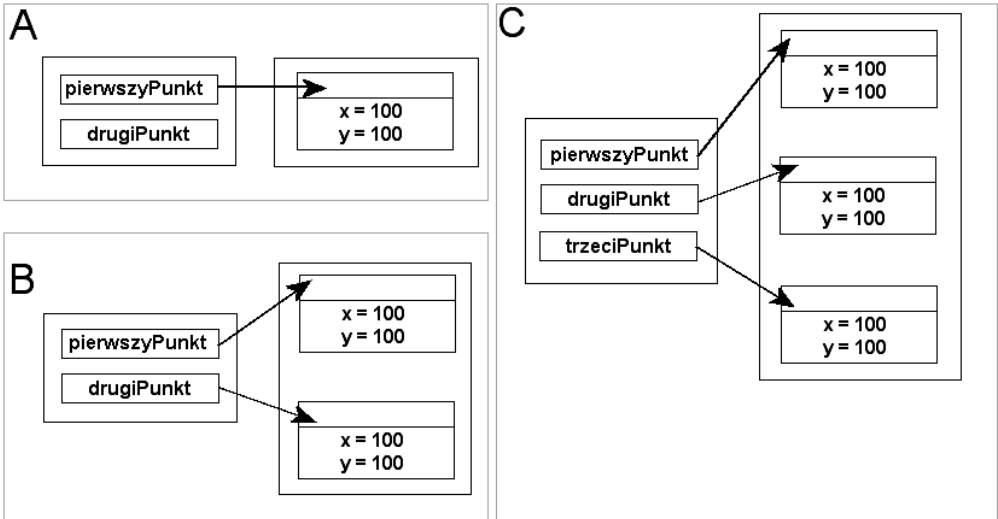 A
pierwszyPunkt
drugiPunkt
x = 100
y = 100
B
pierwszyPunkt
drugiPunkt
x = 100
y = 100
x = 100
y = 100
C
pierwszyPunkt
drugiPunkt
trzeciPunkt
x = 100
y = 100
x = 100
y = 100
x = 100
y = 100